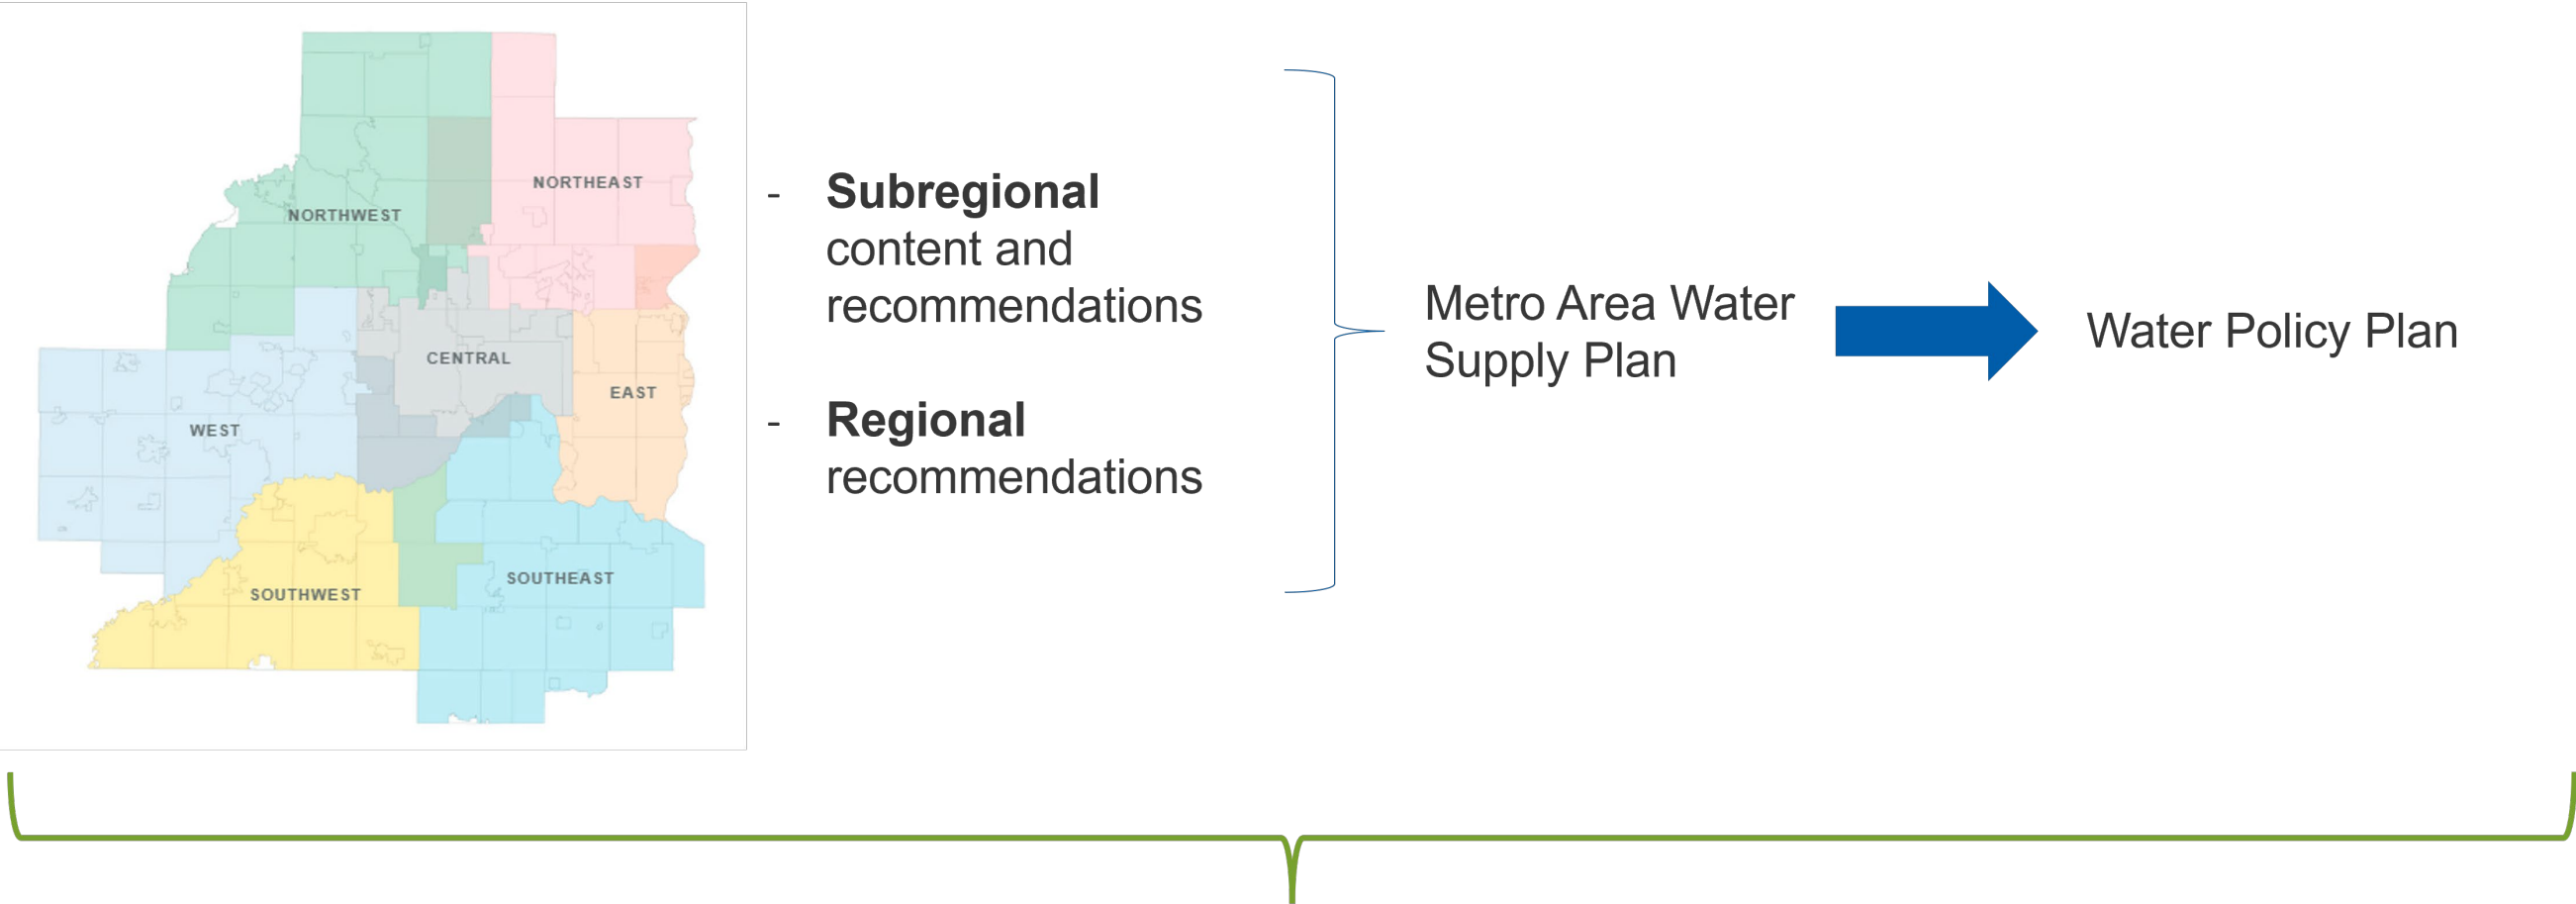 NORTHEAST
NORTHWEST
CENTRAL
EAST
WEST
SOUTHEAST
SOUTHWEST
- Subregional
content and
recommendations
- Regional
recommendations
Metro Area Water
Supply Plan
Water Policy Plan